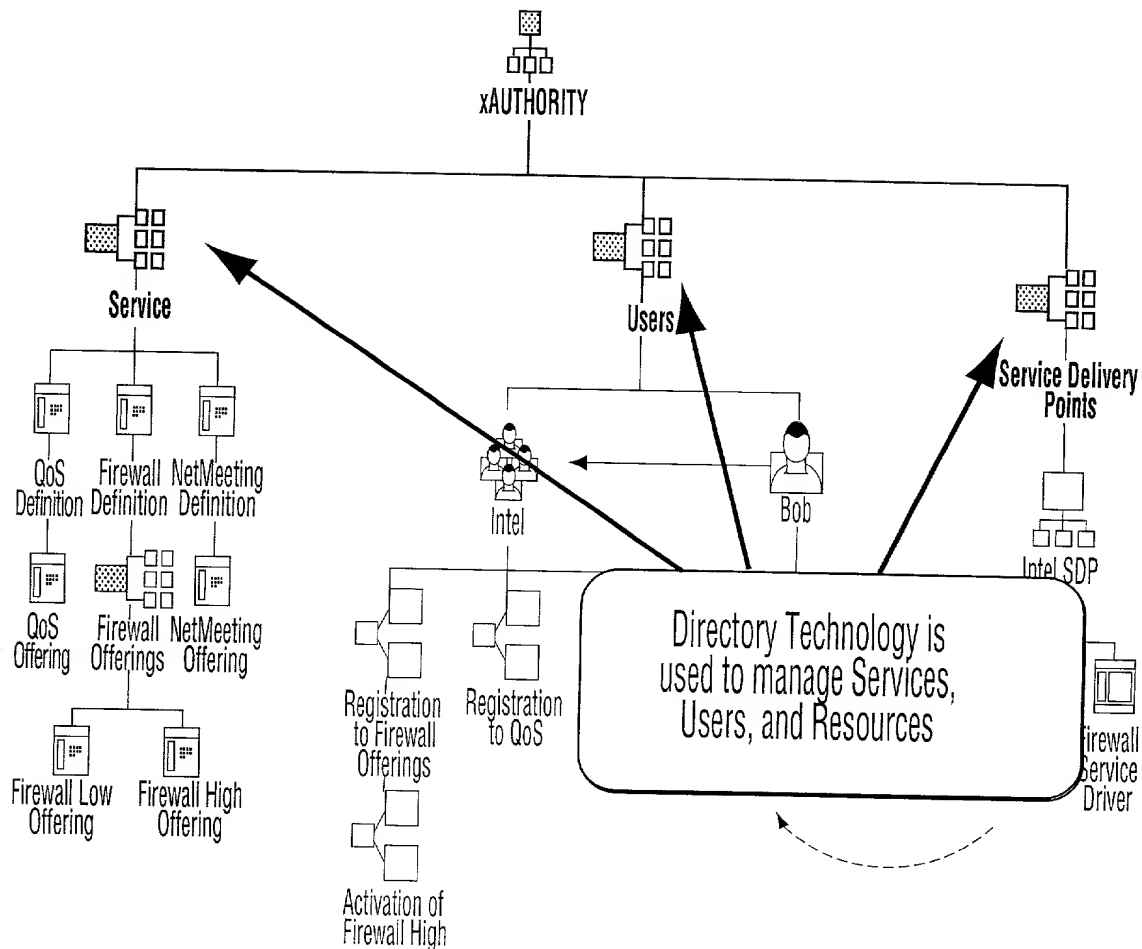 xAUTHORITY
Service
Users
Service Delivery
Points
QoS
Definition
Firewall
Definition
NetMeeting
Definition
Intel
Bob
Intel SDP
QoS
Offering
Firewall
Offerings
NetMeeting
Offering
Directory Technology is
used to manage Services,
Users, and Resources
Registration
to Firewall
Offerings
Registration
to QoS
Firewall
Service
Driver
Firewall Low
Offering
Firewall High
Offering
Activation of
Firewall High